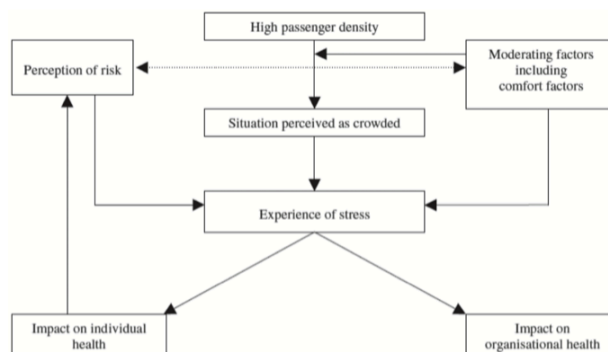 High passenger density
Perception of risk
Moderating factors
including
comfort factors
Situation perceived as crowded
Experience of stress
Impact on individual
health
Impact on
organisational health